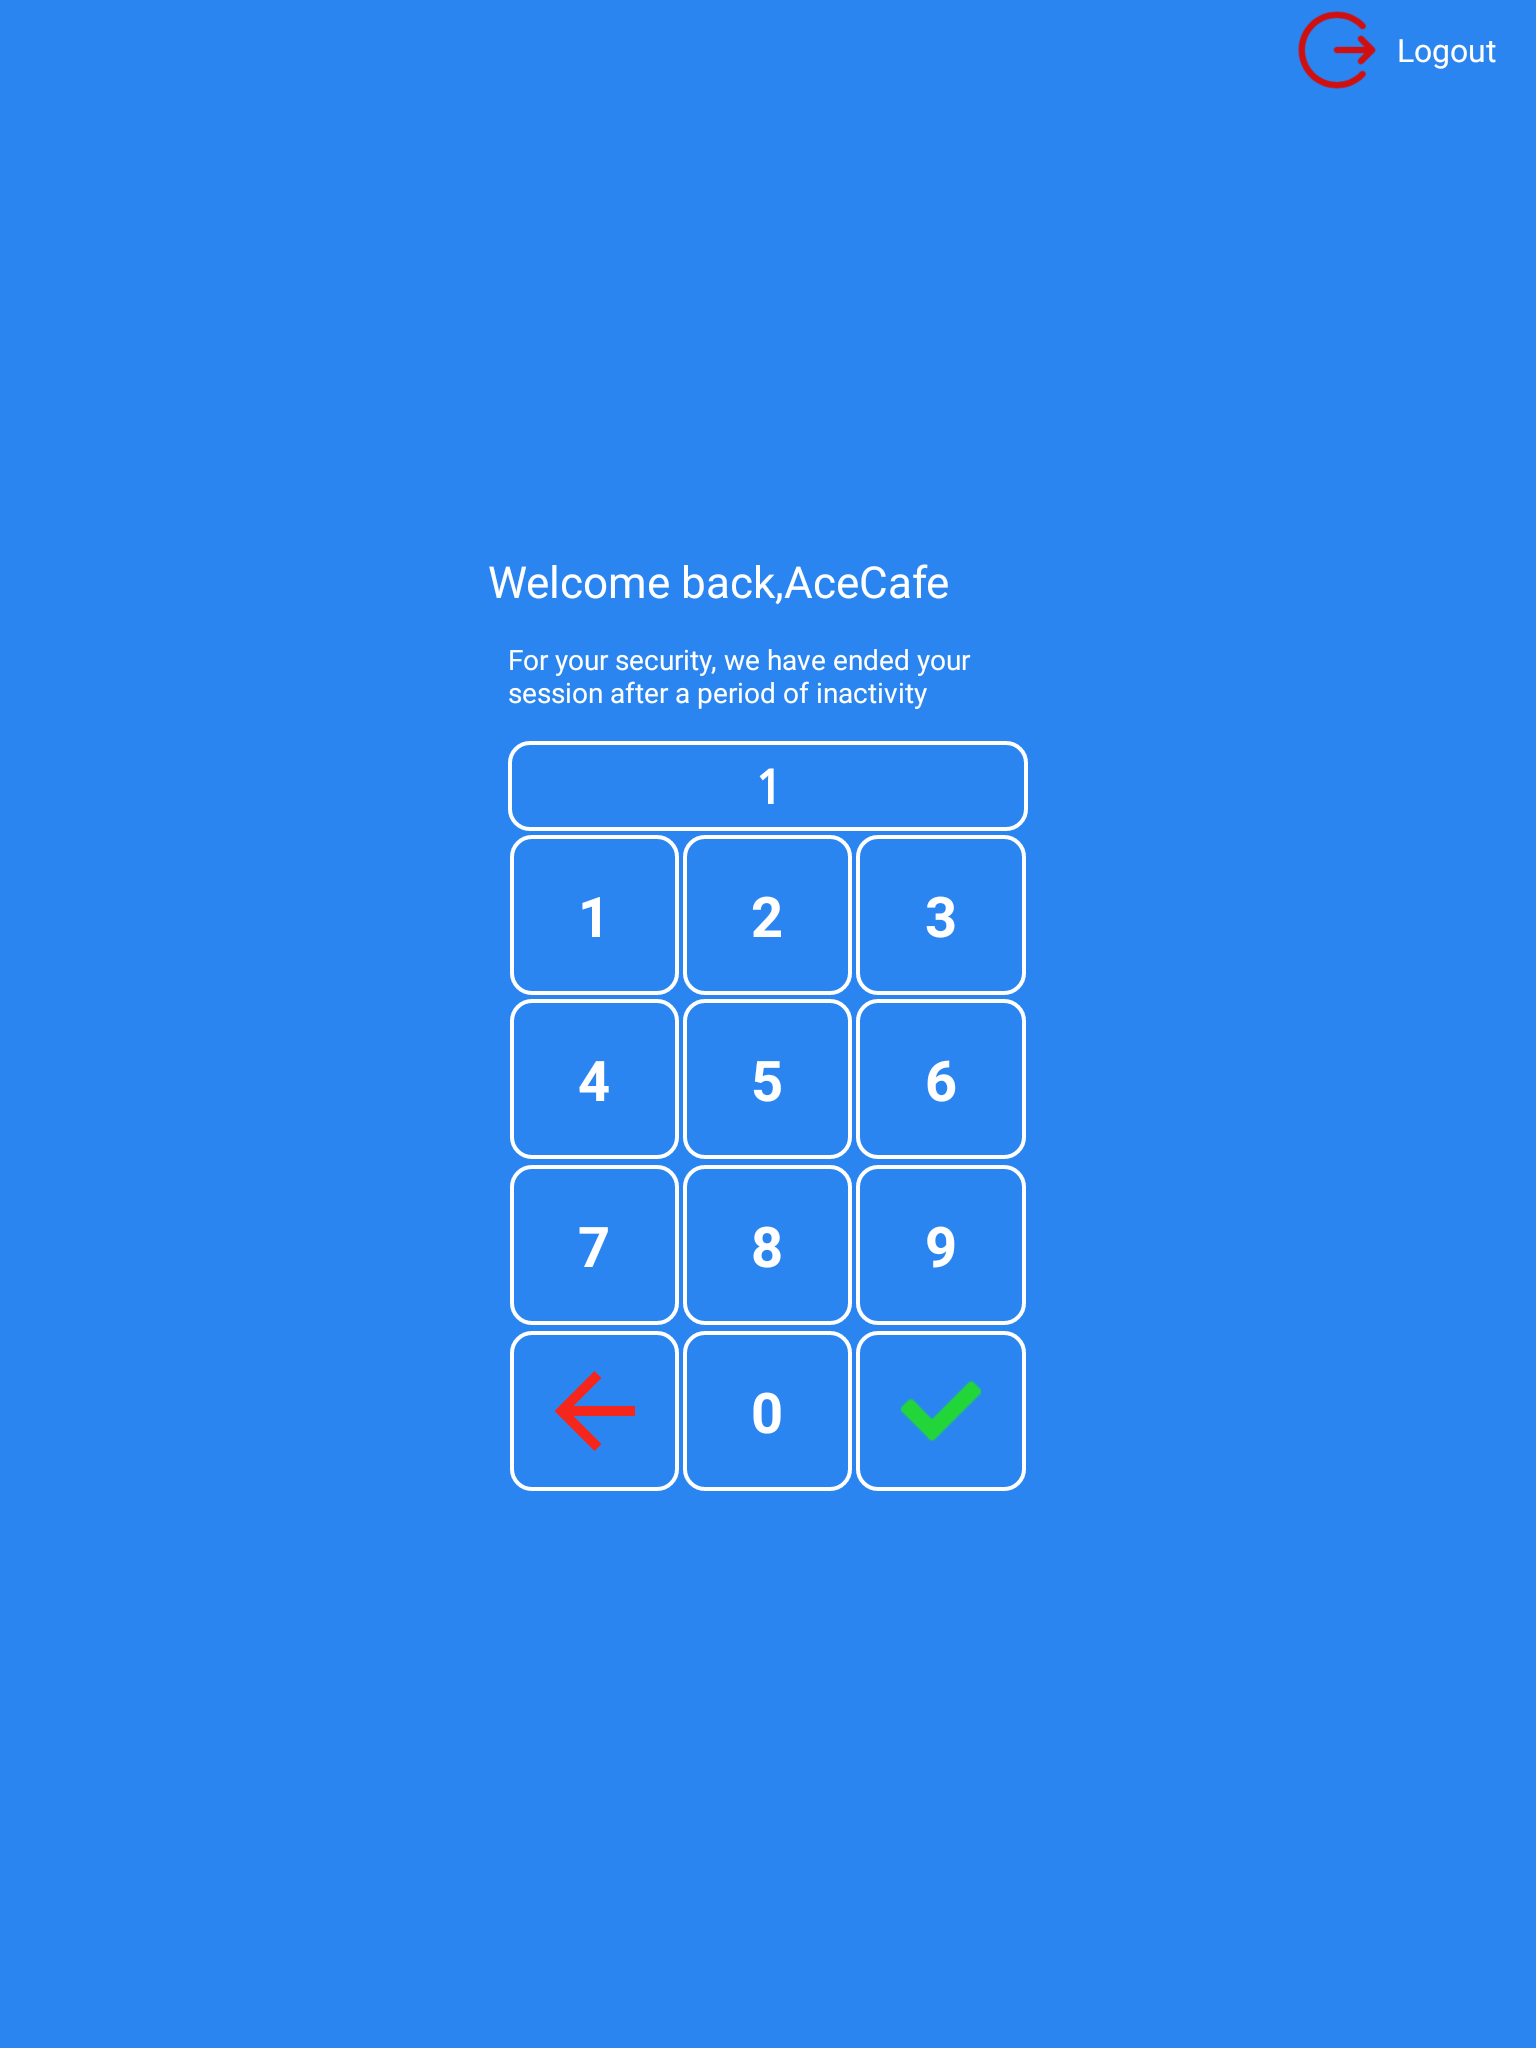 Logout
Welcome back,AceCafe
For your security, we have ended your
session after a period of inactivity
1
1 2 3
4 5 6
7 8 9
0